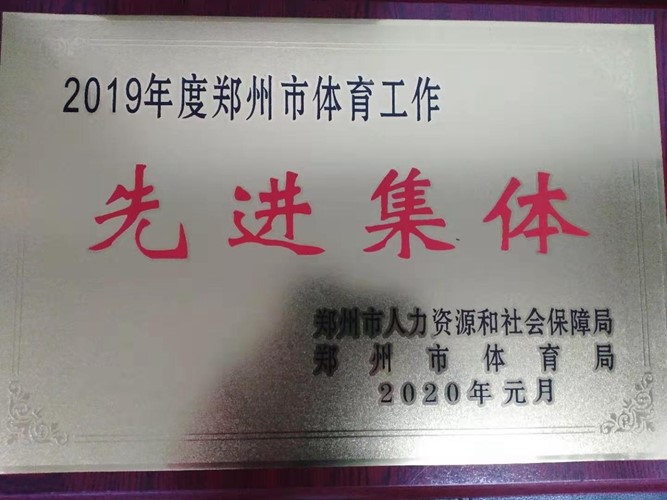 2019年度郑州市体育工作
先进集体
郑州市人力资源和社会保障局
郑州市体育局
2020年元月